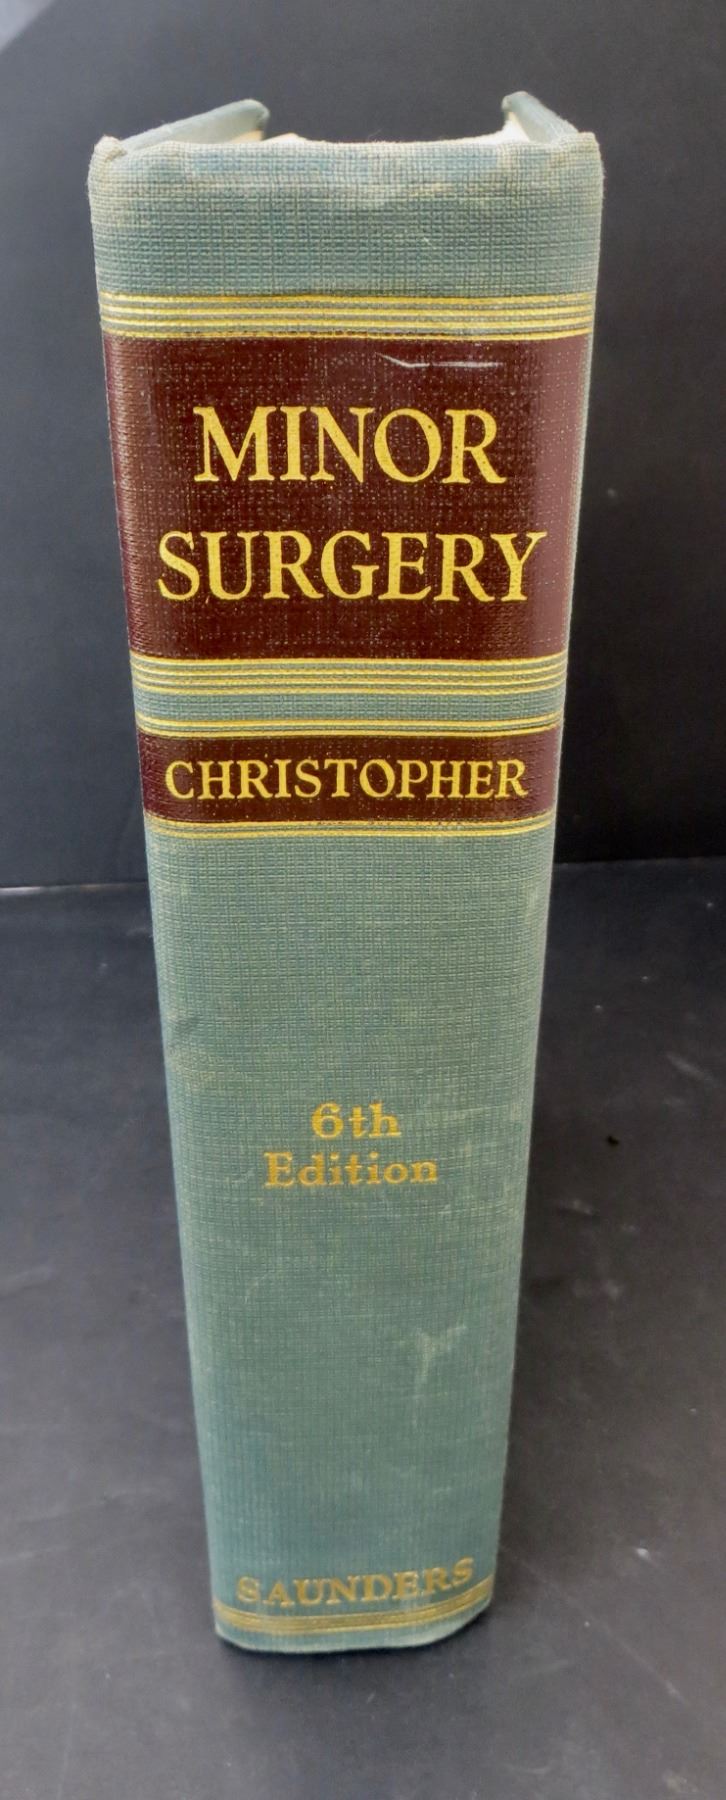 MINOR
SURGERY
CHRISTOPHER
6th
Edition
SAUNDERS